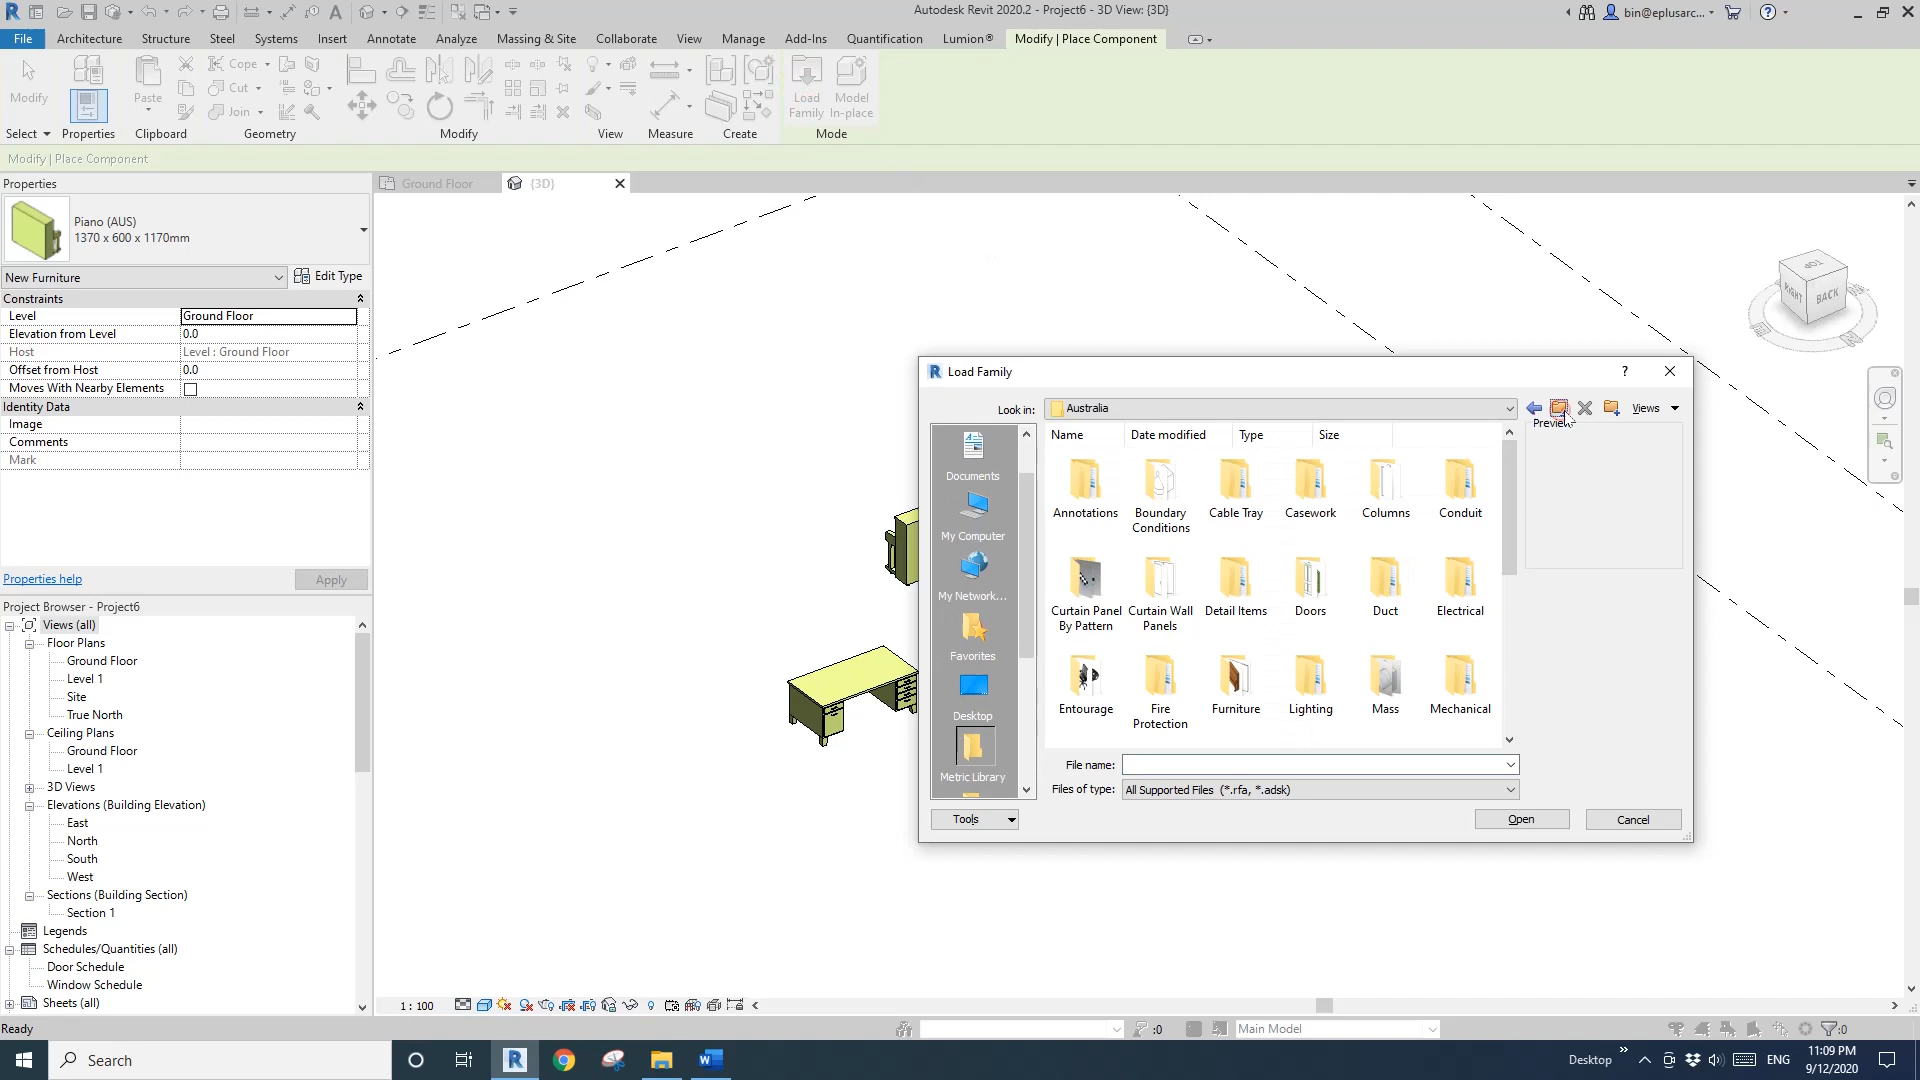 Autodesk Revit 2020.2 - Project6 - 3D View: {3D}
bin@eplusarc...
File Architecture Structure Steel Systems Insert Annotate Analyze Massing & Site Collaborate View Manage Add-Ins Quantification Lumion® Modify | Place Component
Modify
Paste
Cope
Cut
Join
Load Family
Model In-place
Select Properties Clipboard Geometry Modify View Measure Create Mode
Modify | Place Component
Properties
Ground Floor
{3D}
Piano (AUS)
1370 x 600 x 1170mm
New Furniture
Edit Type
Constraints
Level Ground Floor
Elevation from Level 0.0
Host Level : Ground Floor
Offset from Host 0.0
Moves With Nearby Elements
Identity Data
Image
Comments
Mark
Properties help
Apply
Project Browser - Project6
Views (all)
Floor Plans
Ground Floor
Level 1
Site
True North
Ceiling Plans
Ground Floor
Level 1
3D Views
Elevations (Building Elevation)
East
North
South
West
Sections (Building Section)
Section 1
Legends
Schedules/Quantities (all)
Door Schedule
Window Schedule
Sheets (all)
TOP
RIGHT
BACK
Load Family
Look in: Australia
Views
Preview
Name Date modified Type Size
Documents
My Computer
My Network...
Favorites
Desktop
Metric Library
Annotations
Boundary Conditions
Cable Tray
Casework
Columns
Conduit
Curtain Panel By Pattern
Curtain Wall Panels
Detail Items
Doors
Duct
Electrical
Entourage
Fire Protection
Furniture
Lighting
Mass
Mechanical
File name:
Files of type: All Supported Files (*.rfa, *.adsk)
Tools
Open
Cancel
1 : 100
Ready
:0
Main Model
:0
Search
Desktop
ENG
11:09 PM
9/12/2020